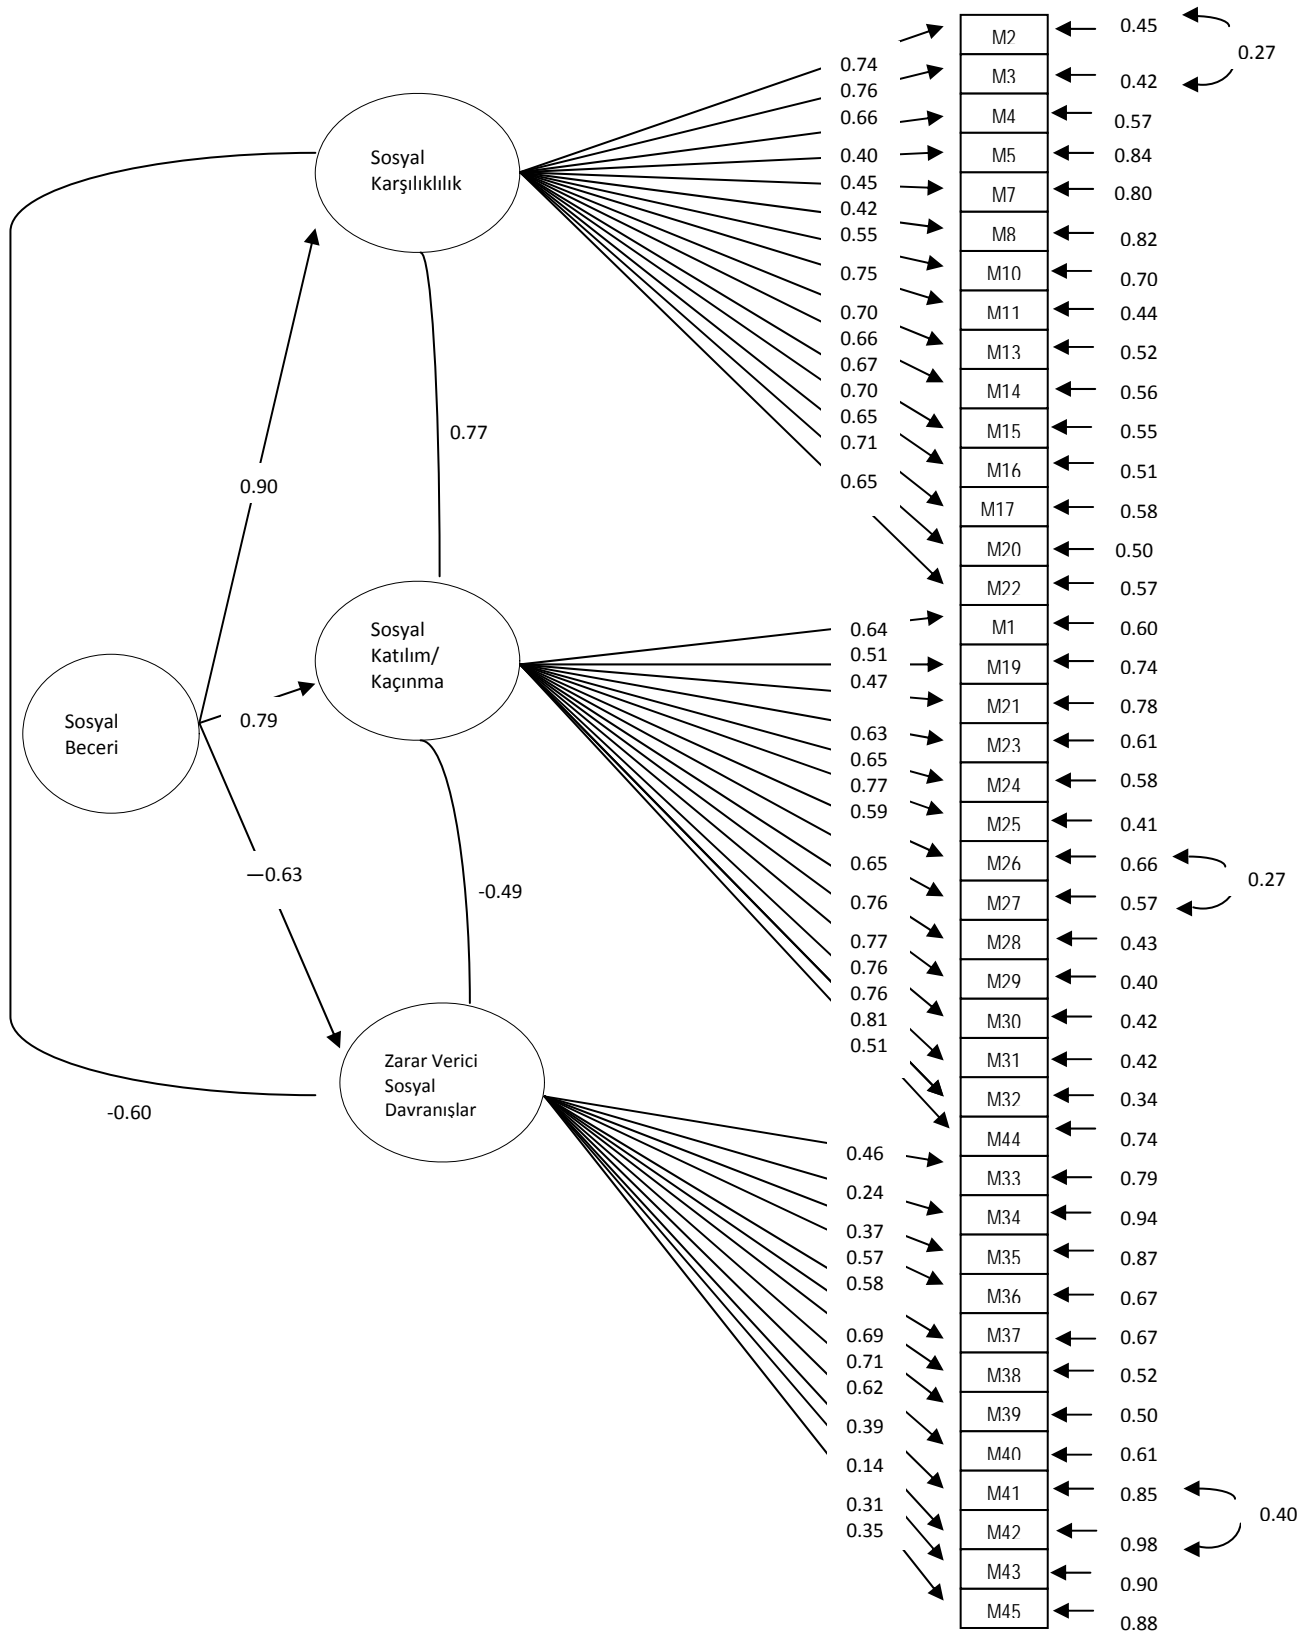 Sosyal
Karşılıklılık
Sosyal
Katılım/
Kaçınma
Sosyal
Beceri
Zarar Verici
Sosyal
Davranışlar
0.90
0.79
—0.63
0.77
-0.49
-0.60
0.74
0.76
0.66
0.40
0.45
0.42
0.55
0.75
0.70
0.66
0.67
0.70
0.65
0.71
0.65
0.64
0.51
0.47
0.63
0.65
0.77
0.59
0.65
0.76
0.77
0.76
0.76
0.81
0.51
0.46
0.24
0.37
0.57
0.58
0.69
0.71
0.62
0.39
0.14
0.31
0.35
M2 0.45
M3 0.42
0.27
M4 0.57
M5 0.84
M7 0.80
M8 0.82
M10 0.70
M11 0.44
M13 0.52
M14 0.56
M15 0.55
M16 0.51
M17 0.58
M20 0.50
M22 0.57
M1 0.60
M19 0.74
M21 0.78
M23 0.61
M24 0.58
M25 0.41
M26 0.66
M27 0.57
0.27
M28 0.43
M29 0.40
M30 0.42
M31 0.42
M32 0.34
M44 0.74
M33 0.79
M34 0.94
M35 0.87
M36 0.67
M37 0.67
M38 0.52
M39 0.50
M40 0.61
M41 0.85
M42 0.98
0.40
M43 0.90
M45 0.88